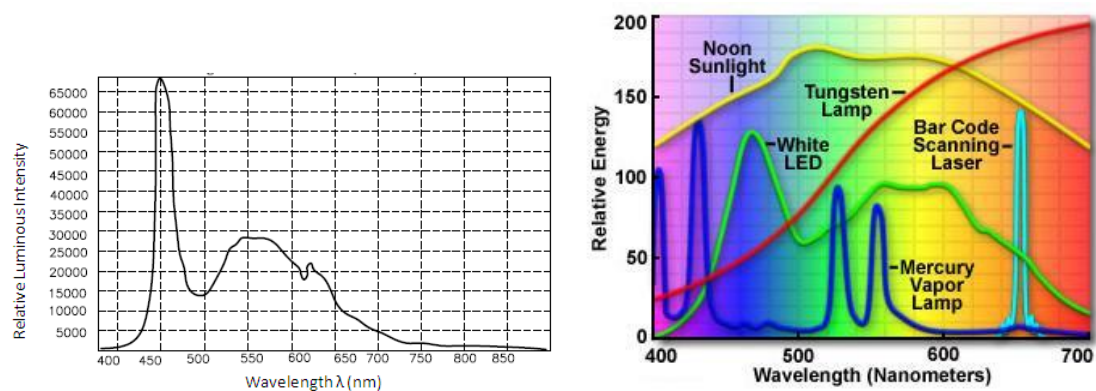 65000
60000
55000
50000
45000
40000
35000
30000
25000
20000
15000
10000
5000
400 450 500 550 600 650 700 750 800 850
Relative Luminous Intensity
Wavelength λ (nm)
200
150
100
50
0
Relative Energy
Noon
Sunlight
Tungsten
Lamp
White
LED
Bar Code
Scanning
Laser
Mercury
Vapor
Lamp
400 500 600 700
Wavelength (Nanometers)